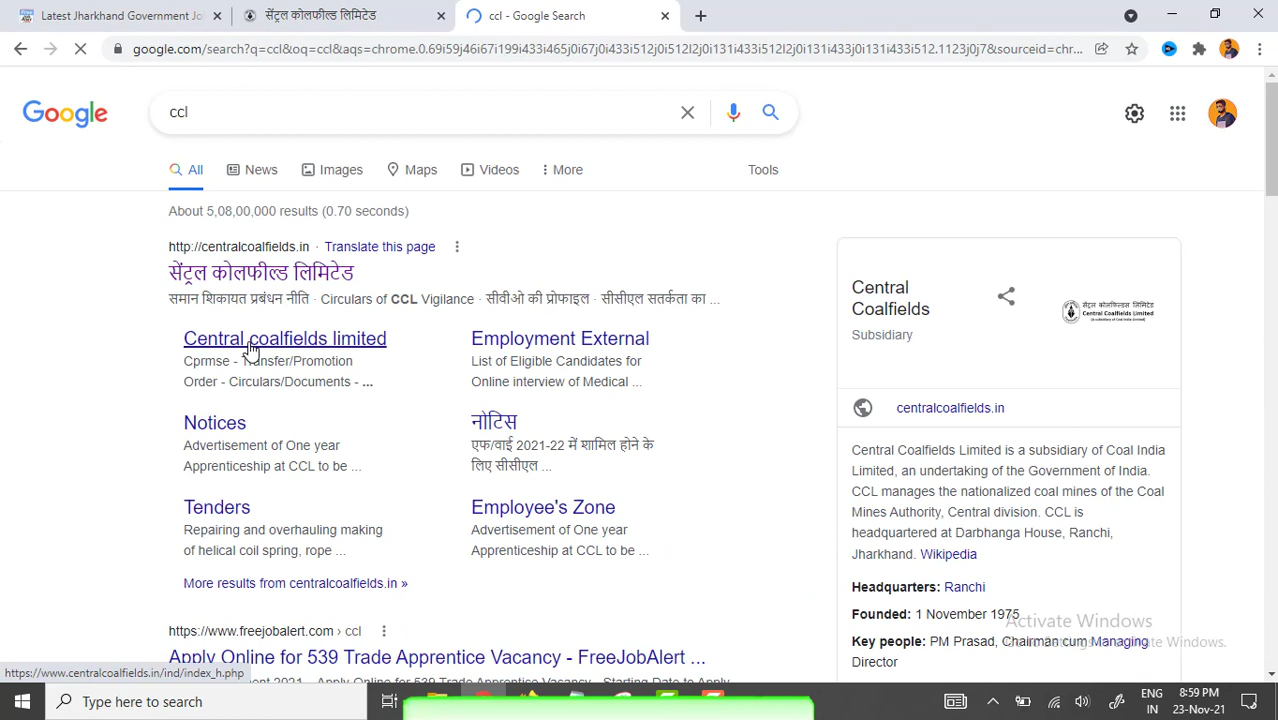 Latest Jharkhand Government Jo
सेंट्रल कोलफील्ड लिमिटेड
ccl - Google Search
google.com/search?q=ccl&oq=ccl&aqs=chrome.0.69i59j46i67i199i433i465j0i67j0i433i512j0i512l2j0i131i433i512l2j0i131i433j0i131i433i512.1123j0j7&sourceid=chr...
Google
ccl
All News Images Maps Videos More Tools
About 5,08,00,000 results (0.70 seconds)
http://centralcoalfields.in · Translate this page
सेंट्रल कोलफील्ड लिमिटेड
समान शिकायत प्रबंधन नीति · Circulars of CCL Vigilance · सीवीओ की प्रोफाइल · सीसीएल सतर्कता का ...
Central coalfields limited
Cprmse - Transfer/Promotion
Order - Circulars/Documents - ...
Employment External
List of Eligible Candidates for
Online interview of Medical ...
Notices
Advertisement of One year
Apprenticeship at CCL to be ...
नोटिस
एफ/वाई 2021-22 में शामिल होने के
लिए सीसीएल ...
Tenders
Repairing and overhauling making
of helical coil spring, rope ...
Employee's Zone
Advertisement of One year
Apprenticeship at CCL to be ...
More results from centralcoalfields.in »
https://www.freejobalert.com › ccl
Apply Online for 539 Trade Apprentice Vacancy - FreeJobAlert ...
Central
Coalfields
Subsidiary
सेंट्रल कोलफील्ड्स लिमिटेड
Central Coalfields Limited
centralcoalfields.in
Central Coalfields Limited is a subsidiary of Coal India
Limited, an undertaking of the Government of India.
CCL manages the nationalized coal mines of the Coal
Mines Authority, Central division. CCL is
headquartered at Darbhanga House, Ranchi,
Jharkhand. Wikipedia
Headquarters: Ranchi
Founded: 1 November 1975
Key people: PM Prasad, Chairman cum Managing
Director
Activate Windows
https://www.centralcoalfields.in/ind/index_h.php
Type here to search
ENG
IN
8:59 PM
23-Nov-21